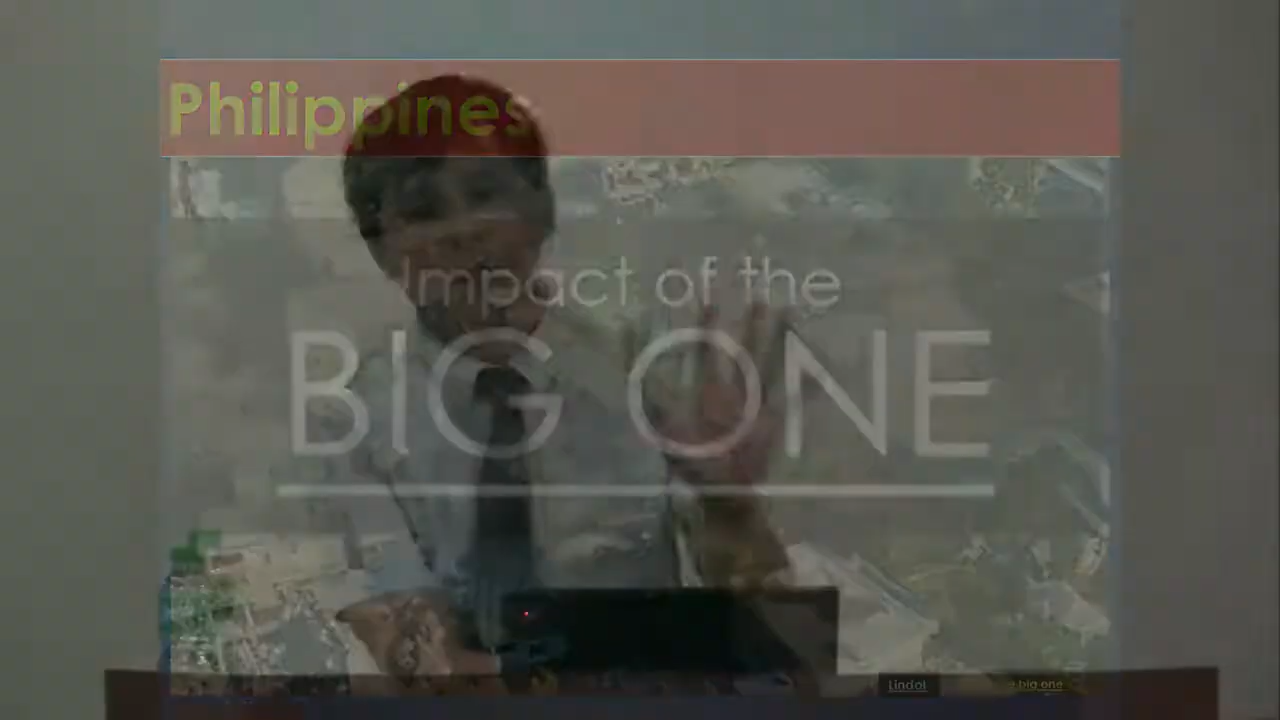 Philippines
Impact of the
BIG ONE
Lindol
e big one